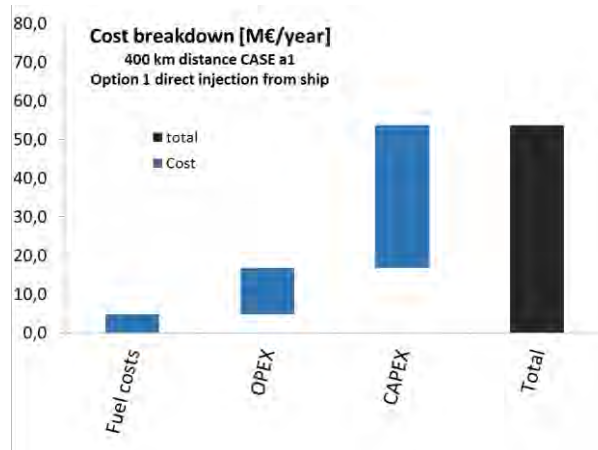 Cost breakdown [M€/year]
400 km distance CASE a1
Option 1 direct injection from ship
total
Cost
80,0
70,0
60,0
50,0
40,0
30,0
20,0
10,0
0,0
Fuel costs
OPEX
CAPEX
Total